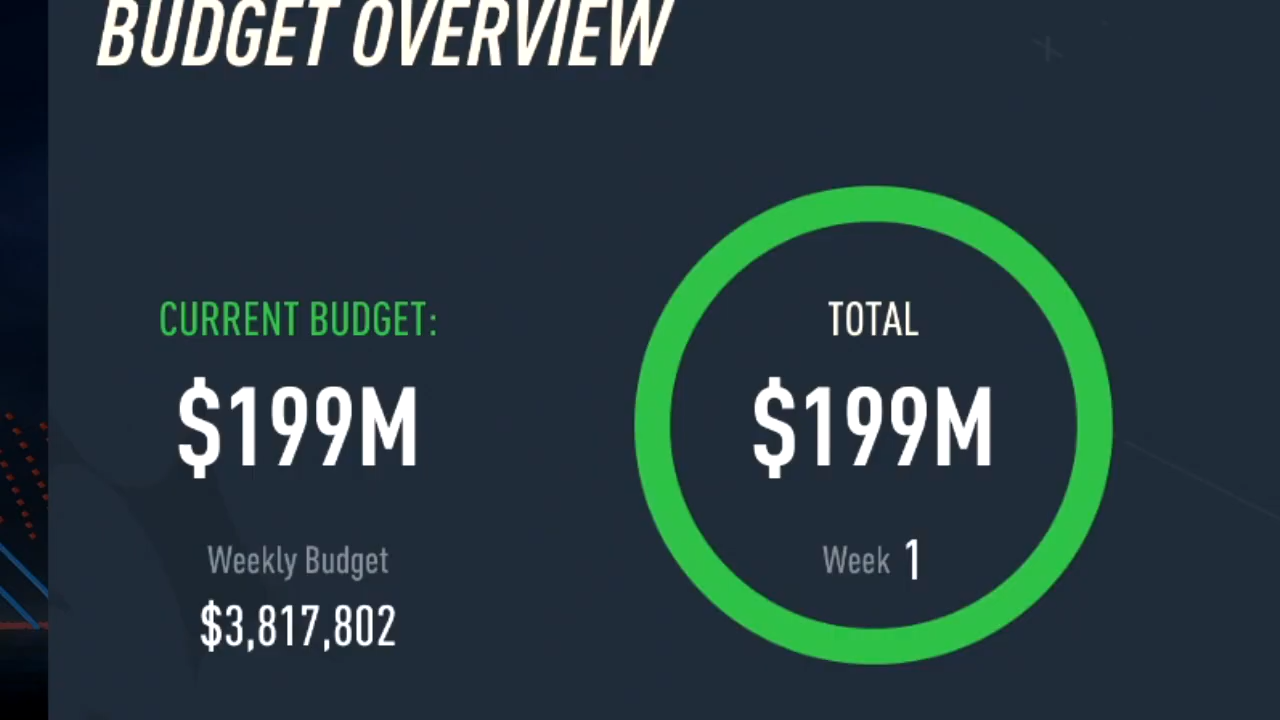 BUDGET OVERVIEW
CURRENT BUDGET:
$199M
Weekly Budget
$3,817,802
TOTAL
$199M
Week 1